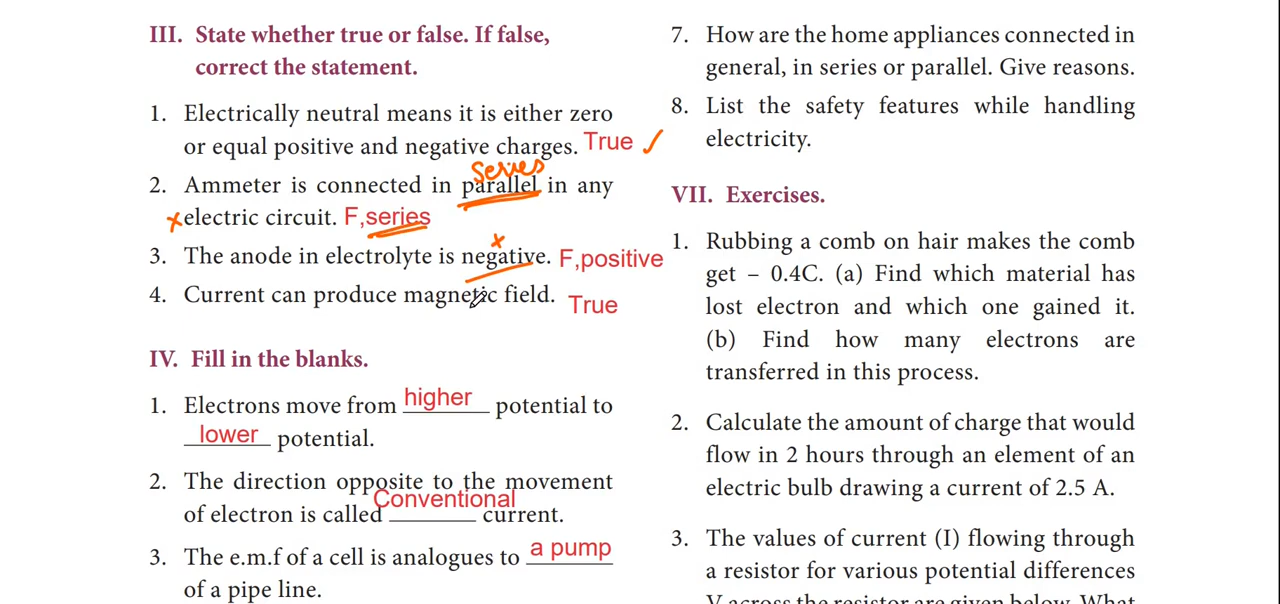 III. State whether true or false. If false,
correct the statement.
1. Electrically neutral means it is either zero
or equal positive and negative charges. True
series
2. Ammeter is connected in parallel in any
electric circuit. F,series
3. The anode in electrolyte is negative. F,positive
4. Current can produce magnetic field. True
IV. Fill in the blanks.
1. Electrons move from higher potential to
lower potential.
2. The direction opposite to the movement
of electron is called Conventional current.
3. The e.m.f of a cell is analogues to a pump
of a pipe line.
7. How are the home appliances connected in
general, in series or parallel. Give reasons.
8. List the safety features while handling
electricity.
VII. Exercises.
1. Rubbing a comb on hair makes the comb
get – 0.4C. (a) Find which material has
lost electron and which one gained it.
(b) Find how many electrons are
transferred in this process.
2. Calculate the amount of charge that would
flow in 2 hours through an element of an
electric bulb drawing a current of 2.5 A.
3. The values of current (I) flowing through
a resistor for various potential differences
V across the resistor are given below. What